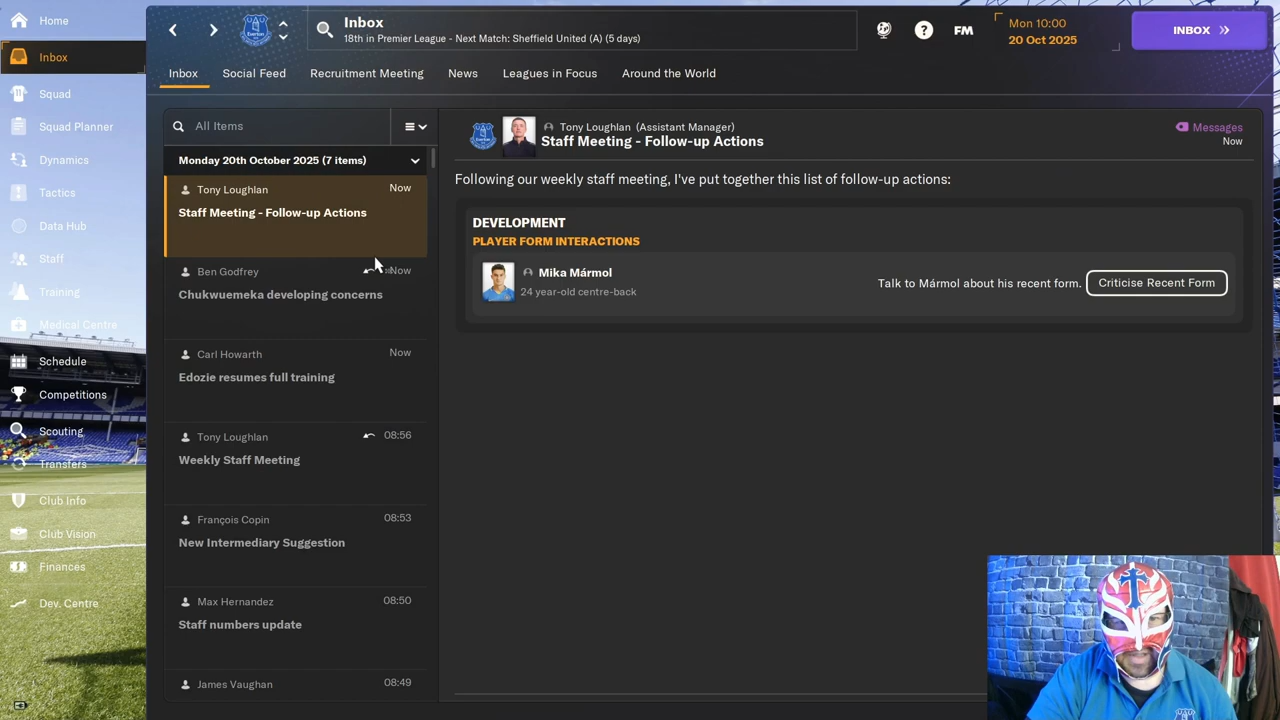 Home
Inbox
Squad
Squad Planner
Dynamics
Tactics
Data Hub
Staff
Training
Medical Centre
Schedule
Competitions
Scouting
Transfers
Club Info
Club Vision
Finances
Dev. Centre
Everton
Inbox
18th in Premier League - Next Match: Sheffield United (A) (5 days)
?
FM
Mon 10:00
20 Oct 2025
INBOX
Inbox
Social Feed
Recruitment Meeting
News
Leagues in Focus
Around the World
All Items
Monday 20th October 2025 (7 items)
Tony Loughlan
Now
Staff Meeting - Follow-up Actions
Ben Godfrey
Now
Chukwuemeka developing concerns
Carl Howarth
Now
Edozie resumes full training
Tony Loughlan
08:56
Weekly Staff Meeting
François Copin
08:53
New Intermediary Suggestion
Max Hernandez
08:50
Staff numbers update
James Vaughan
08:49
Tony Loughlan (Assistant Manager)
Staff Meeting - Follow-up Actions
Messages
Now
Following our weekly staff meeting, I've put together this list of follow-up actions:
DEVELOPMENT
PLAYER FORM INTERACTIONS
Mika Mármol
24 year-old centre-back
Talk to Mármol about his recent form.
Criticise Recent Form